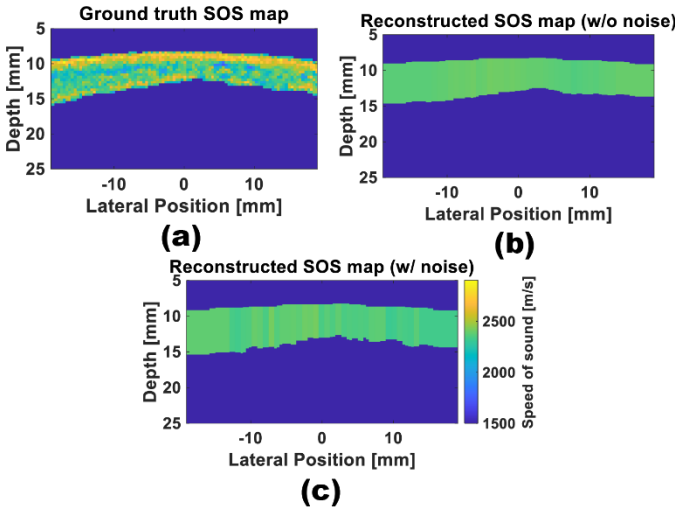 Ground truth SOS map
5
10
15
20
25
Depth [mm]
-10 0 10
Lateral Position [mm]
(a)
Reconstructed SOS map (w/o noise)
5
10
15
20
25
Depth [mm]
-10 0 10
Lateral Position [mm]
(b)
Reconstructed SOS map (w/ noise)
5
10
15
20
25
Depth [mm]
-10 0 10
Lateral Position [mm]
2500
2000
1500
Speed of sound [m/s]
(c)